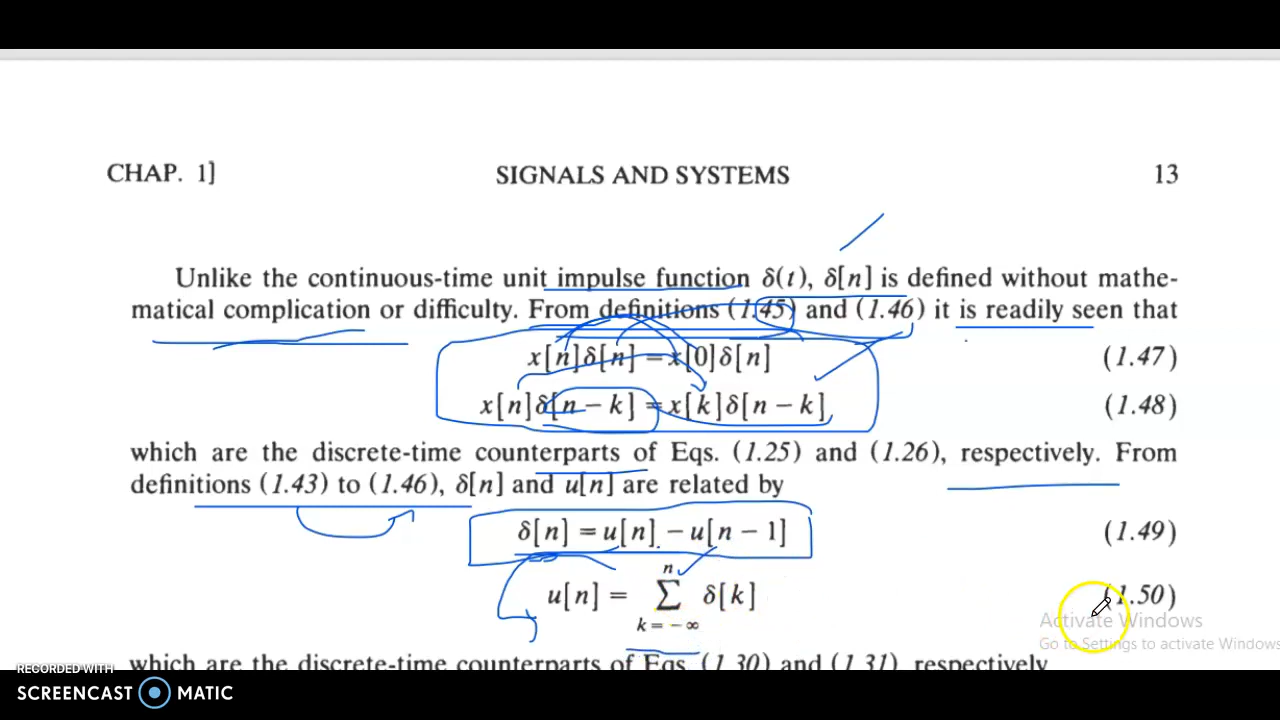 CHAP. 1] SIGNALS AND SYSTEMS 13
Unlike the continuous-time unit impulse function δ(t), δ[n] is defined without mathe-
matical complication or difficulty. From definitions (1.45) and (1.46) it is readily seen that
x[n]δ[n] = x[0]δ[n] (1.47)
x[n]δ[n − k] = x[k]δ[n − k] (1.48)
which are the discrete-time counterparts of Eqs. (1.25) and (1.26), respectively. From
definitions (1.43) to (1.46), δ[n] and u[n] are related by
δ[n] = u[n] − u[n − 1] (1.49)
n
u[n] = Σ δ[k] (1.50)
k = −∞
Activate Windows
Go to Settings to activate Windows
which are the discrete-time counterparts of Eqs. (1.30) and (1.31), respectively
RECORDED WITH
SCREENCAST MATIC